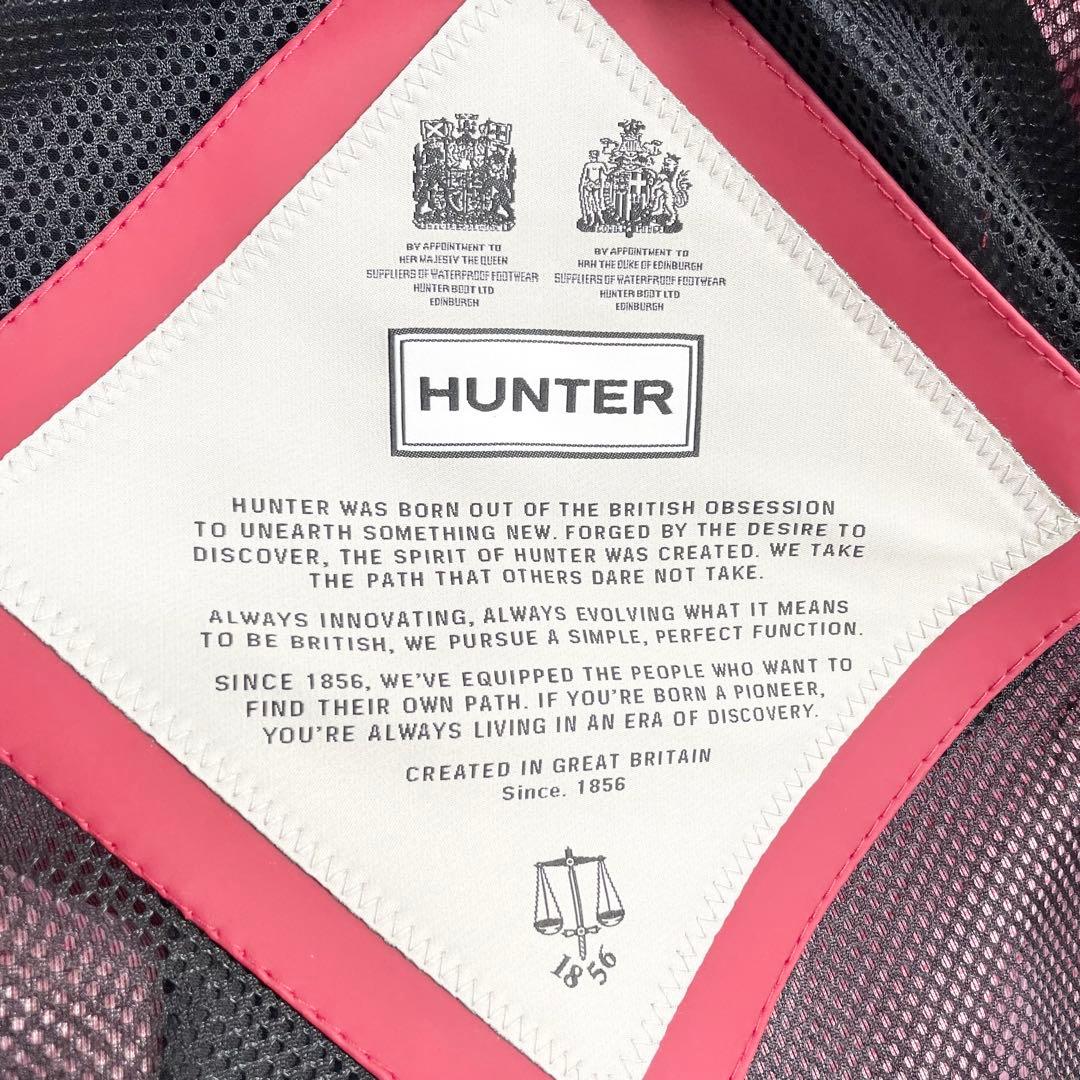 BY APPOINTMENT TO
HER MAJESTY THE QUEEN
SUPPLIERS OF WATERPROOF FOOTWEAR
HUNTER BOOT LTD
EDINBURGH
BY APPOINTMENT TO
HRH THE DUKE OF EDINBURGH
SUPPLIERS OF WATERPROOF FOOTWEAR
HUNTER BOOT LTD
EDINBURGH
HUNTER
HUNTER WAS BORN OUT OF THE BRITISH OBSESSION
TO UNEARTH SOMETHING NEW. FORGED BY THE DESIRE TO
DISCOVER, THE SPIRIT OF HUNTER WAS CREATED. WE TAKE
THE PATH THAT OTHERS DARE NOT TAKE.
ALWAYS INNOVATING, ALWAYS EVOLVING WHAT IT MEANS
TO BE BRITISH, WE PURSUE A SIMPLE, PERFECT FUNCTION.
SINCE 1856, WE'VE EQUIPPED THE PEOPLE WHO WANT TO
FIND THEIR OWN PATH. IF YOU'RE BORN A PIONEER,
YOU'RE ALWAYS LIVING IN AN ERA OF DISCOVERY.
CREATED IN GREAT BRITAIN
Since. 1856
1856